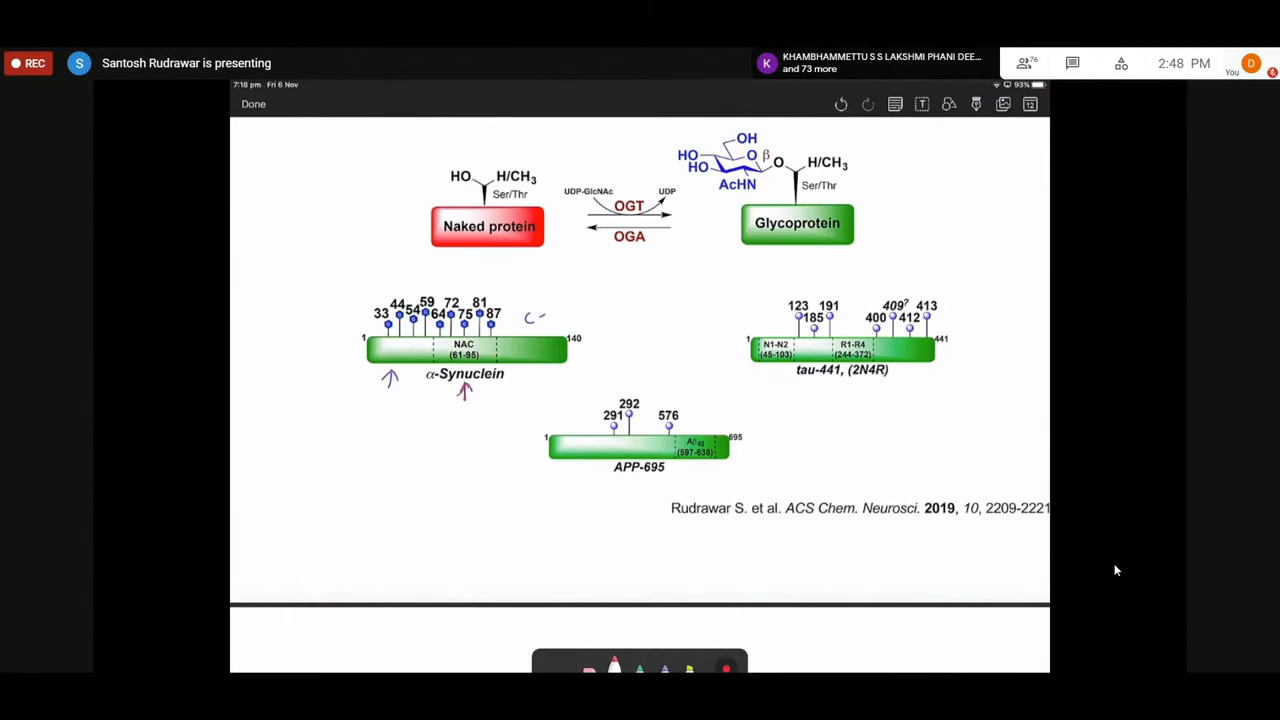 REC
S
Santosh Rudrawar is presenting
K
KHAMBHAMMETTU S S LAKSHMI PHANI DEE...
and 73 more
76
2:48 PM
You
D
7:18 pm Fri 6 Nov
93%
Done
T
12
HO H/CH3
Ser/Thr
Naked protein
UDP-GlcNAc UDP
OGT
OGA
OH
HO O β O H/CH3
HO
AcHN
Ser/Thr
Glycoprotein
33 44 54 59 64 72 75 81 87
c-
1 140
NAC
(61-95)
α-Synuclein
123 185 191 400 409? 412 413
1 441
N1-N2
(45-103)
R1-R4
(244-372)
tau-441, (2N4R)
291 292 576
1 695
Aβ42
(597-638)
APP-695
Rudrawar S. et al. ACS Chem. Neurosci. 2019, 10, 2209-2221